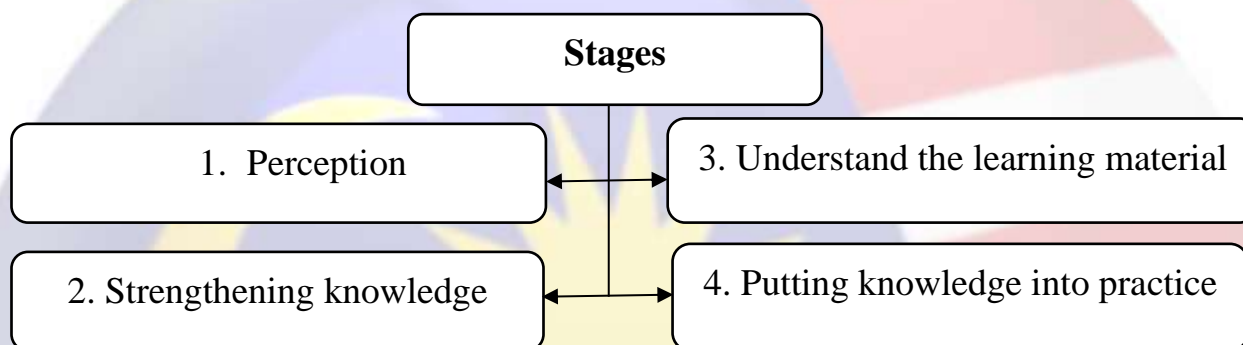 Stages
1. Perception
3. Understand the learning material
2. Strengthening knowledge
4. Putting knowledge into practice